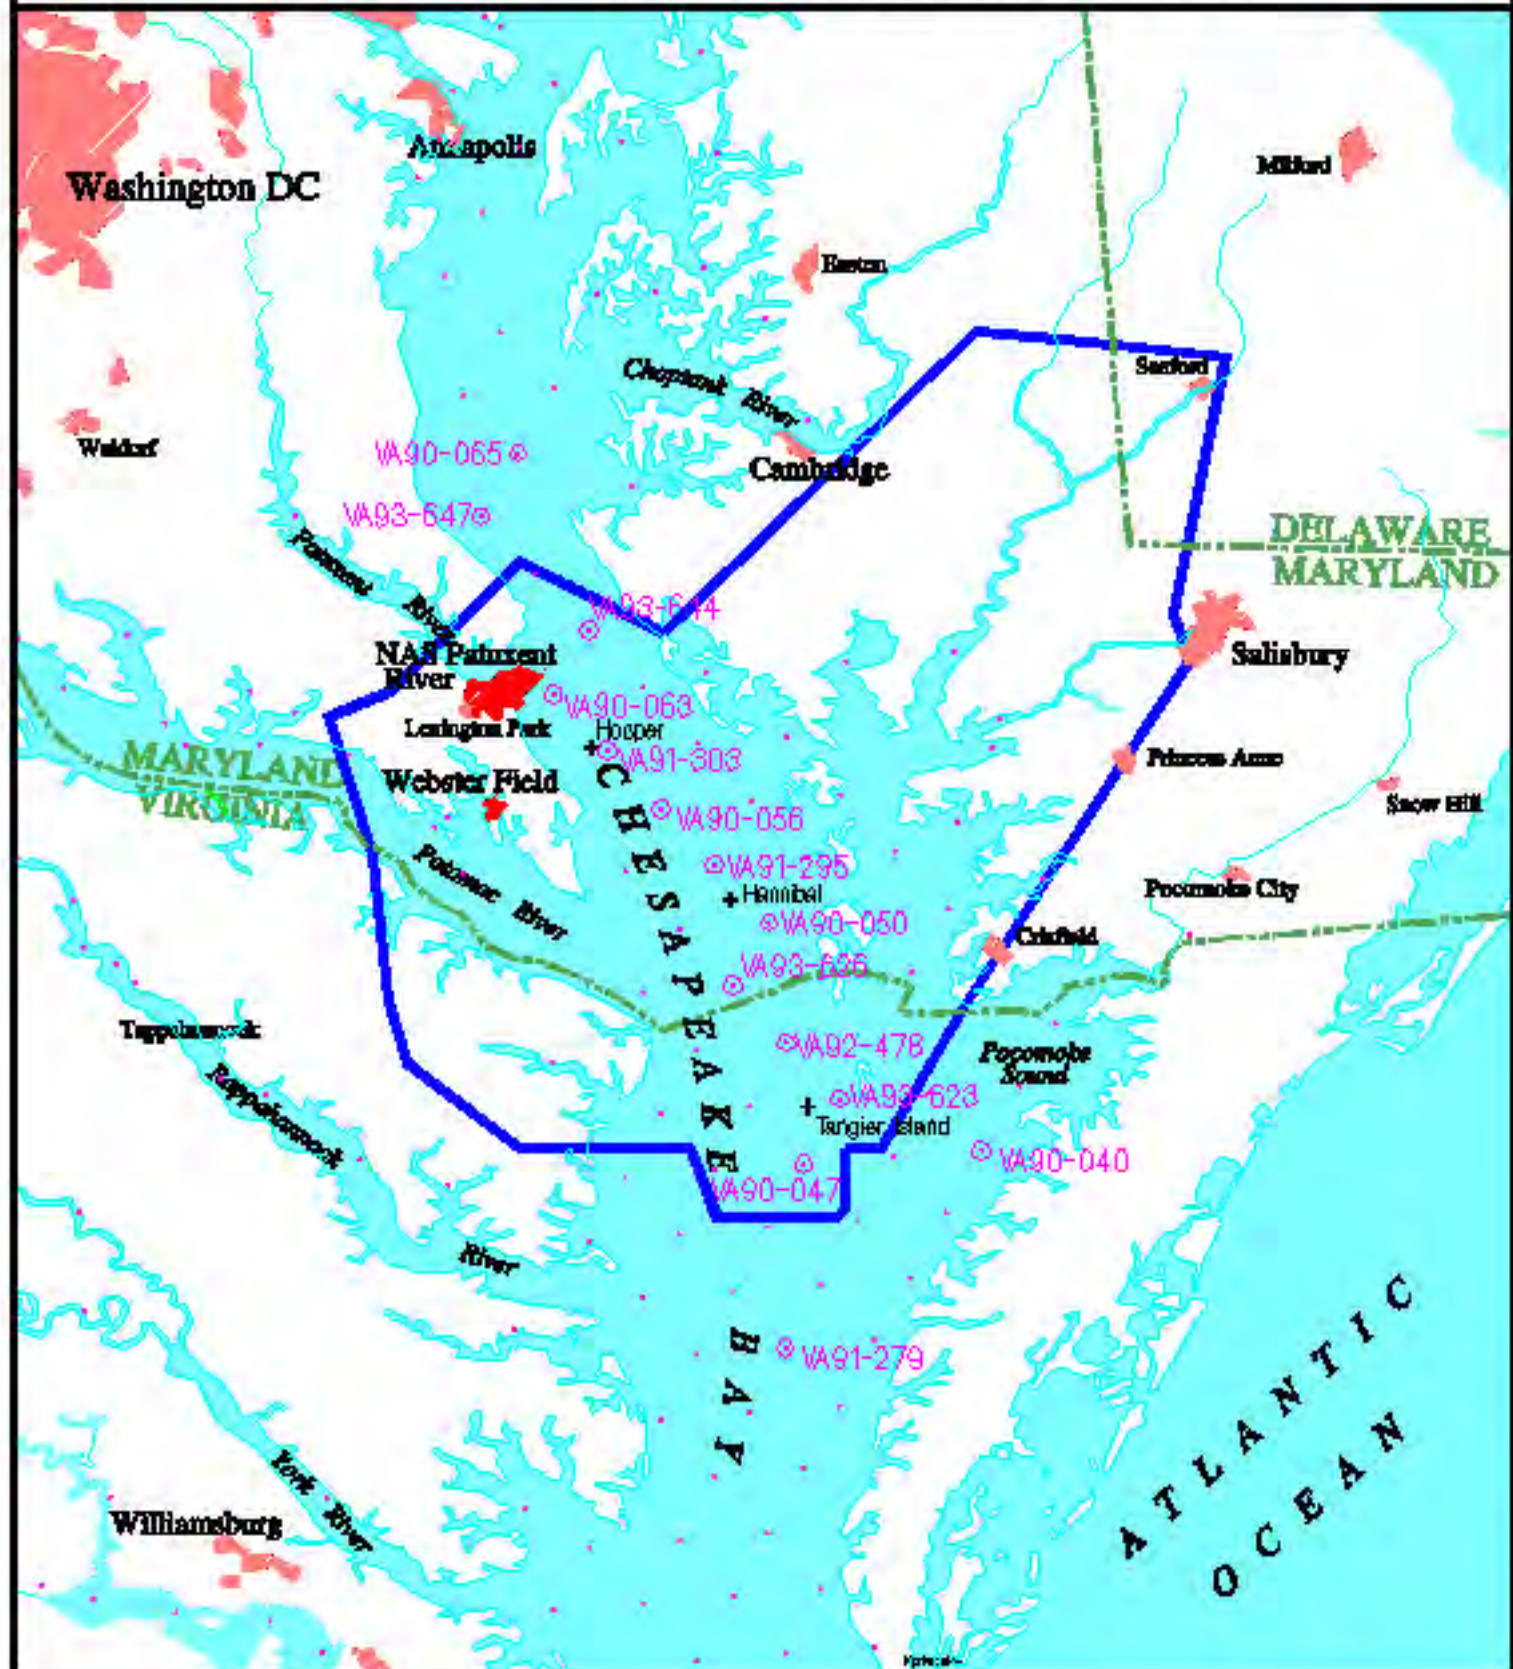 Annapolis
Washington DC
Milford
Easton
Choptank River
Seaford
Waldorf
VA90-065
Cambridge
VA93-647
DELAWARE
MARYLAND
Patuxent River
VA93-644
NAS Patuxent
River
Salisbury
VA90-063
Lexington Park
Hooper
VA91-303
MARYLAND
VIRGINIA
Princess Anne
Webster Field
Snow Hill
VA90-056
Potomac River
VA91-295
Hannibal
Pocomoke City
VA90-050
Crisfield
VA93-626
Tappahannock
VA92-478
Pocomoke
Sound
Rappahannock
River
VA93-623
Tangier Island
VA90-040
VA90-047
CHESAPEAKE
BAY
VA91-279
ATLANTIC
OCEAN
York River
Williamsburg